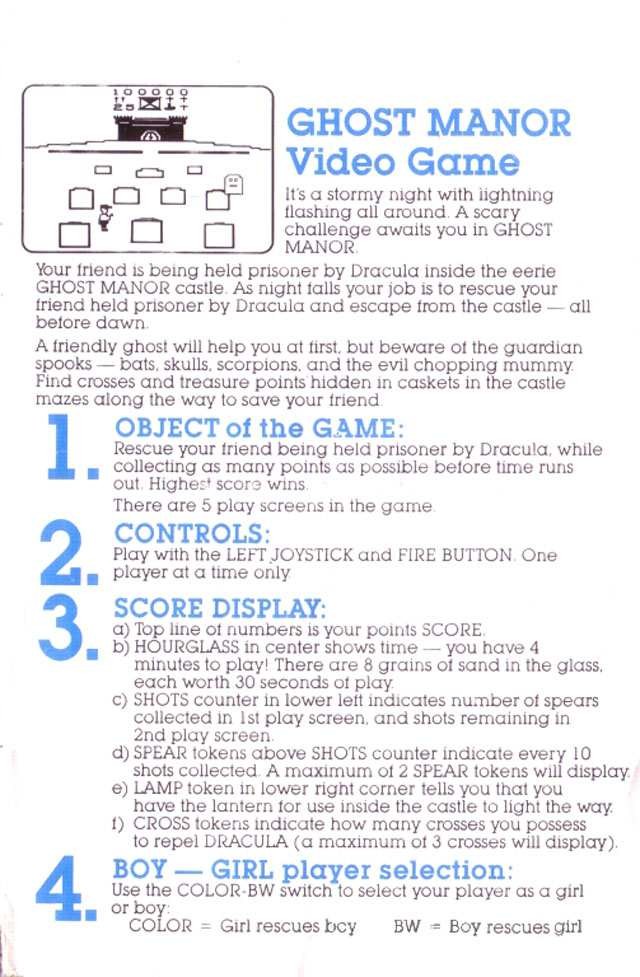 100000
25
GHOST MANOR
Video Game
It's a stormy night with lightning
flashing all around. A scary
challenge awaits you in GHOST
MANOR.
Your friend is being held prisoner by Dracula inside the eerie
GHOST MANOR castle. As night falls your job is to rescue your
friend held prisoner by Dracula and escape from the castle — all
before dawn.
A friendly ghost will help you at first, but beware of the guardian
spooks — bats, skulls, scorpions, and the evil chopping mummy.
Find crosses and treasure points hidden in caskets in the castle
mazes along the way to save your friend.
1. OBJECT of the GAME:
Rescue your friend being held prisoner by Dracula, while
collecting as many points as possible before time runs
out. Highest score wins.
There are 5 play screens in the game.
2. CONTROLS:
Play with the LEFT JOYSTICK and FIRE BUTTON. One
player at a time only.
3. SCORE DISPLAY:
a) Top line of numbers is your points SCORE.
b) HOURGLASS in center shows time — you have 4
minutes to play! There are 8 grains of sand in the glass,
each worth 30 seconds of play.
c) SHOTS counter in lower left indicates number of spears
collected in 1st play screen, and shots remaining in
2nd play screen.
d) SPEAR tokens above SHOTS counter indicate every 10
shots collected. A maximum of 2 SPEAR tokens will display.
e) LAMP token in lower right corner tells you that you
have the lantern for use inside the castle to light the way.
f) CROSS tokens indicate how many crosses you possess
to repel DRACULA (a maximum of 3 crosses will display).
4. BOY — GIRL player selection:
Use the COLOR-BW switch to select your player as a girl
or boy:
COLOR = Girl rescues boy BW = Boy rescues girl